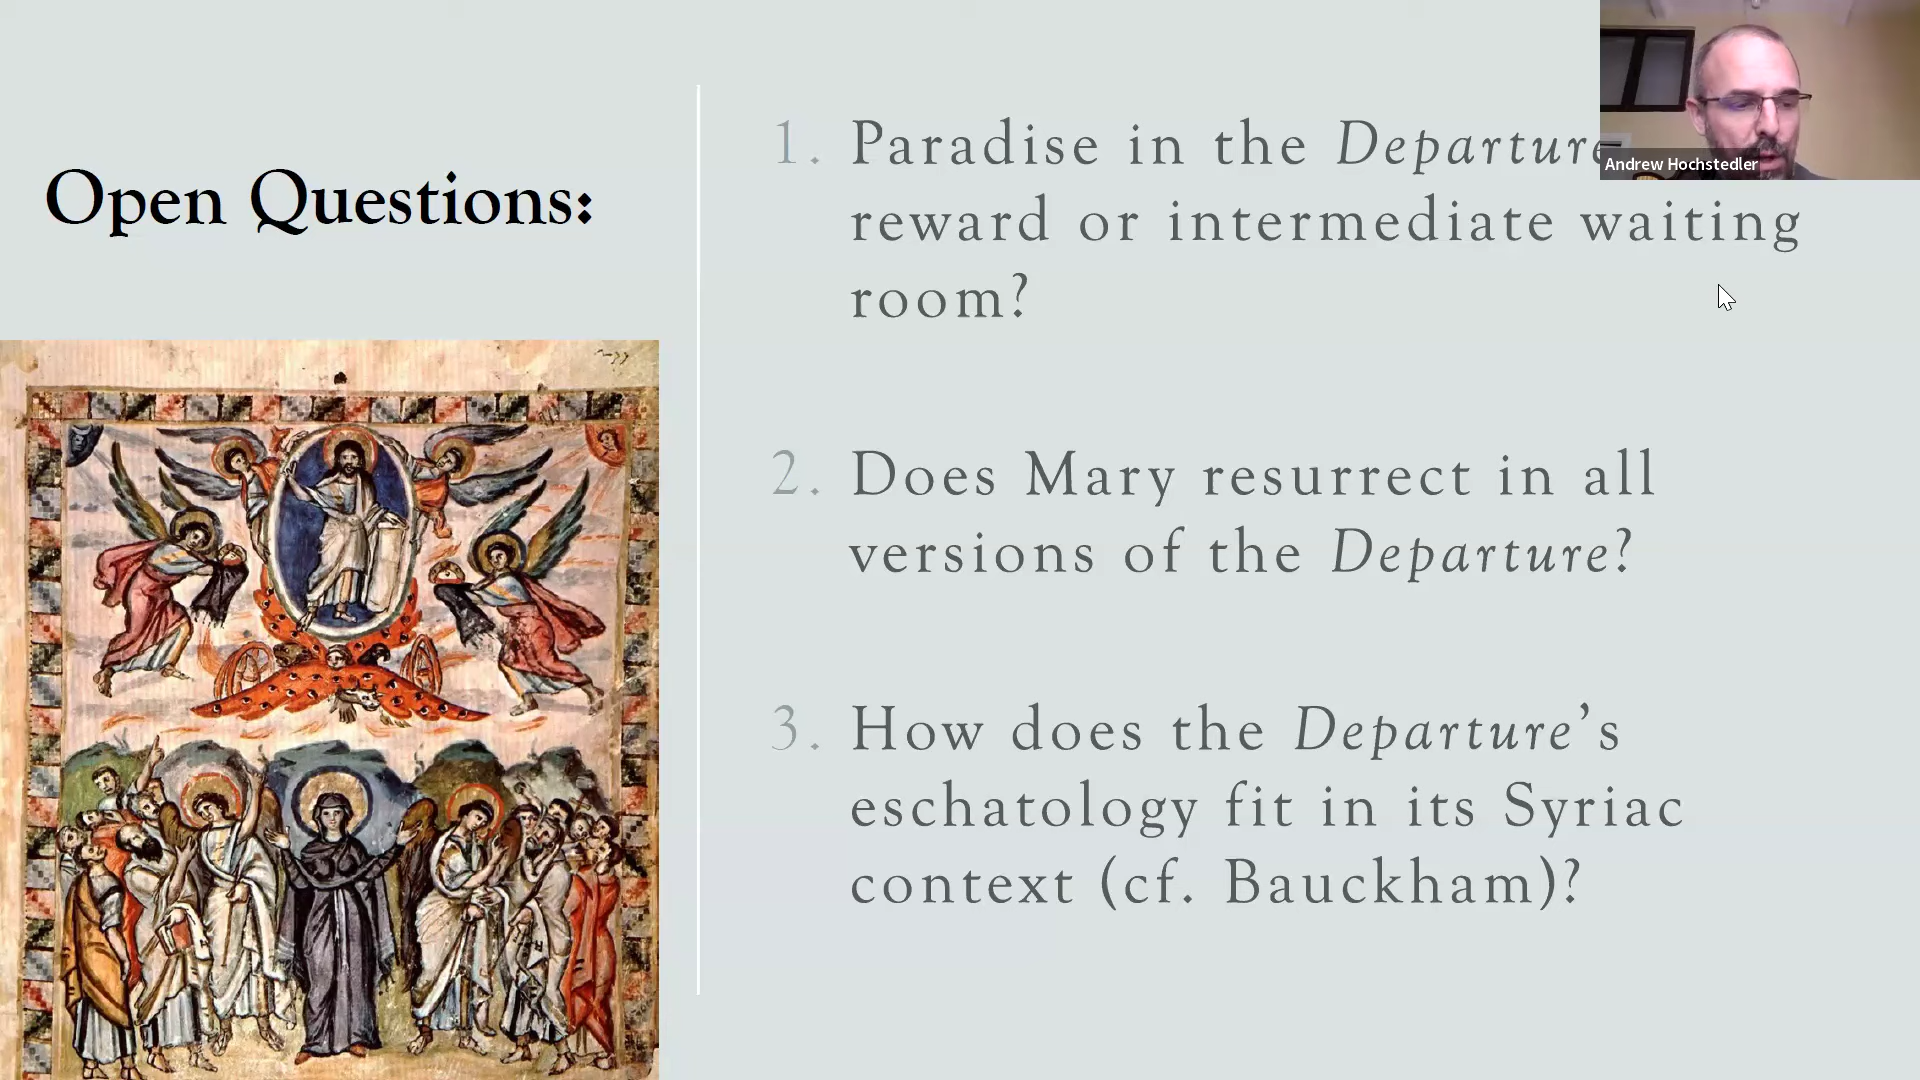 Open Questions:
1. Paradise in the Departure
reward or intermediate waiting
room?
2. Does Mary resurrect in all
versions of the Departure?
3. How does the Departure’s
eschatology fit in its Syriac
context (cf. Bauckham)?
Andrew Hochstedler